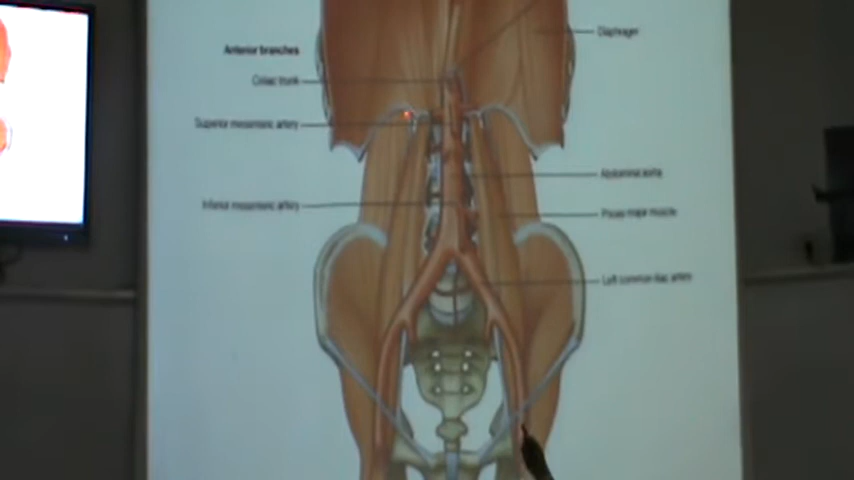 Anterior branches
Celiac trunk
Superior mesenteric artery
Inferior mesenteric artery
Diaphragm
Abdominal aorta
Psoas major muscle
Left common iliac artery